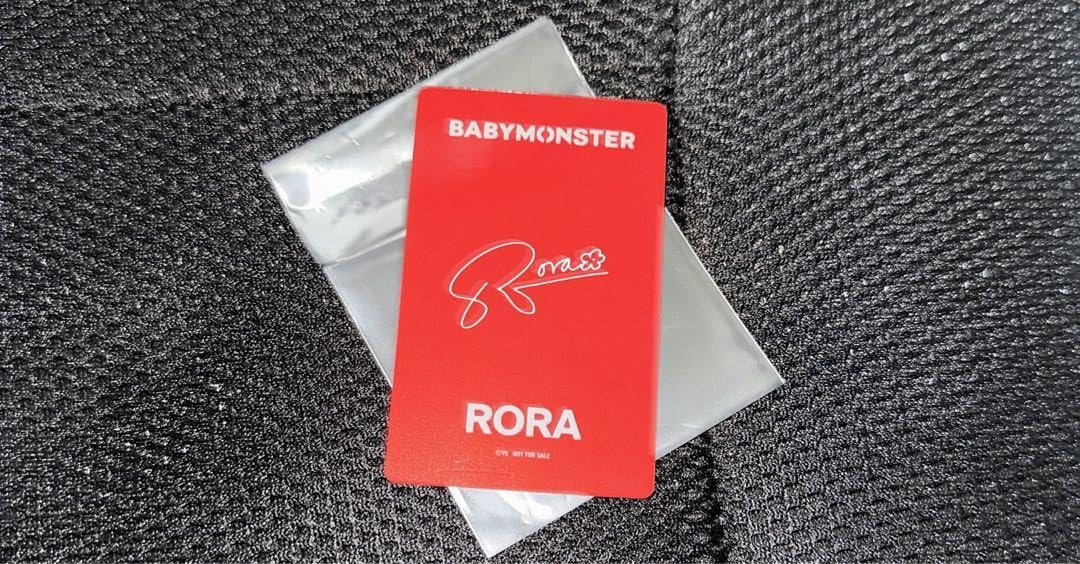 BABYMONSTER
Rora
RORA
©YG NOT FOR SALE